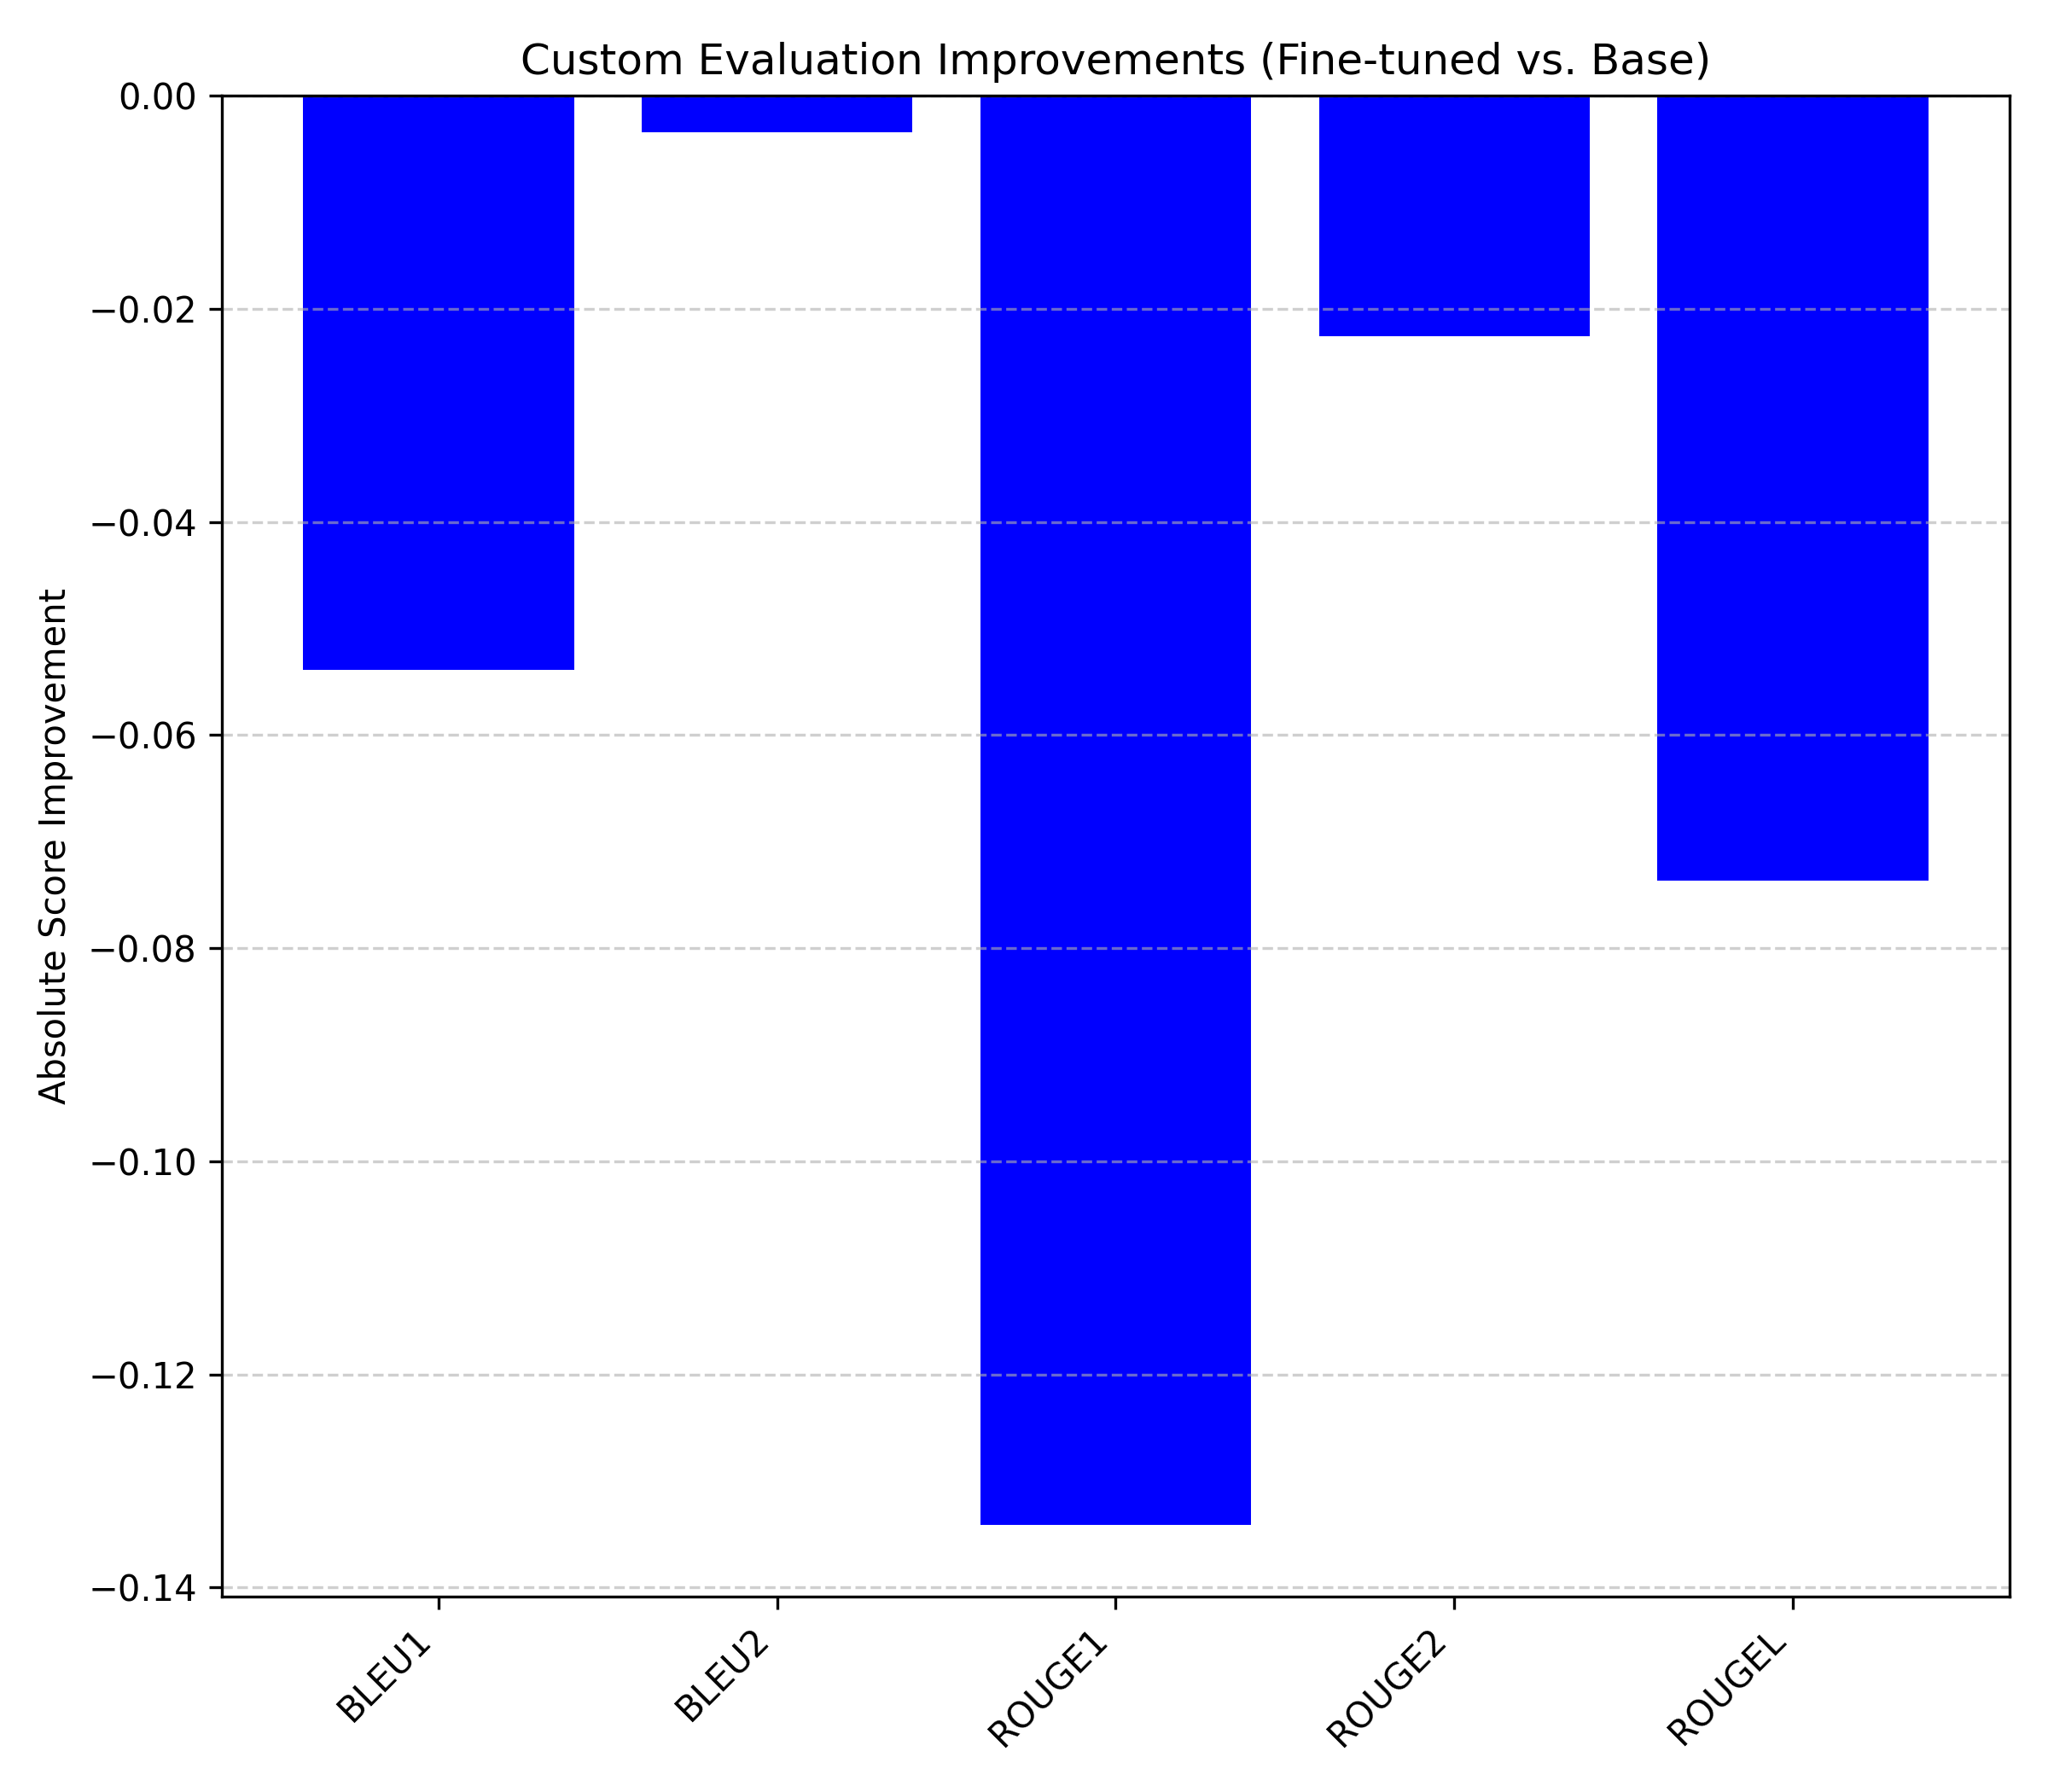 Custom Evaluation Improvements (Fine-tuned vs. Base)
Absolute Score Improvement
0.00
−0.02
−0.04
−0.06
−0.08
−0.10
−0.12
−0.14
BLEU1
BLEU2
ROUGE1
ROUGE2
ROUGEL